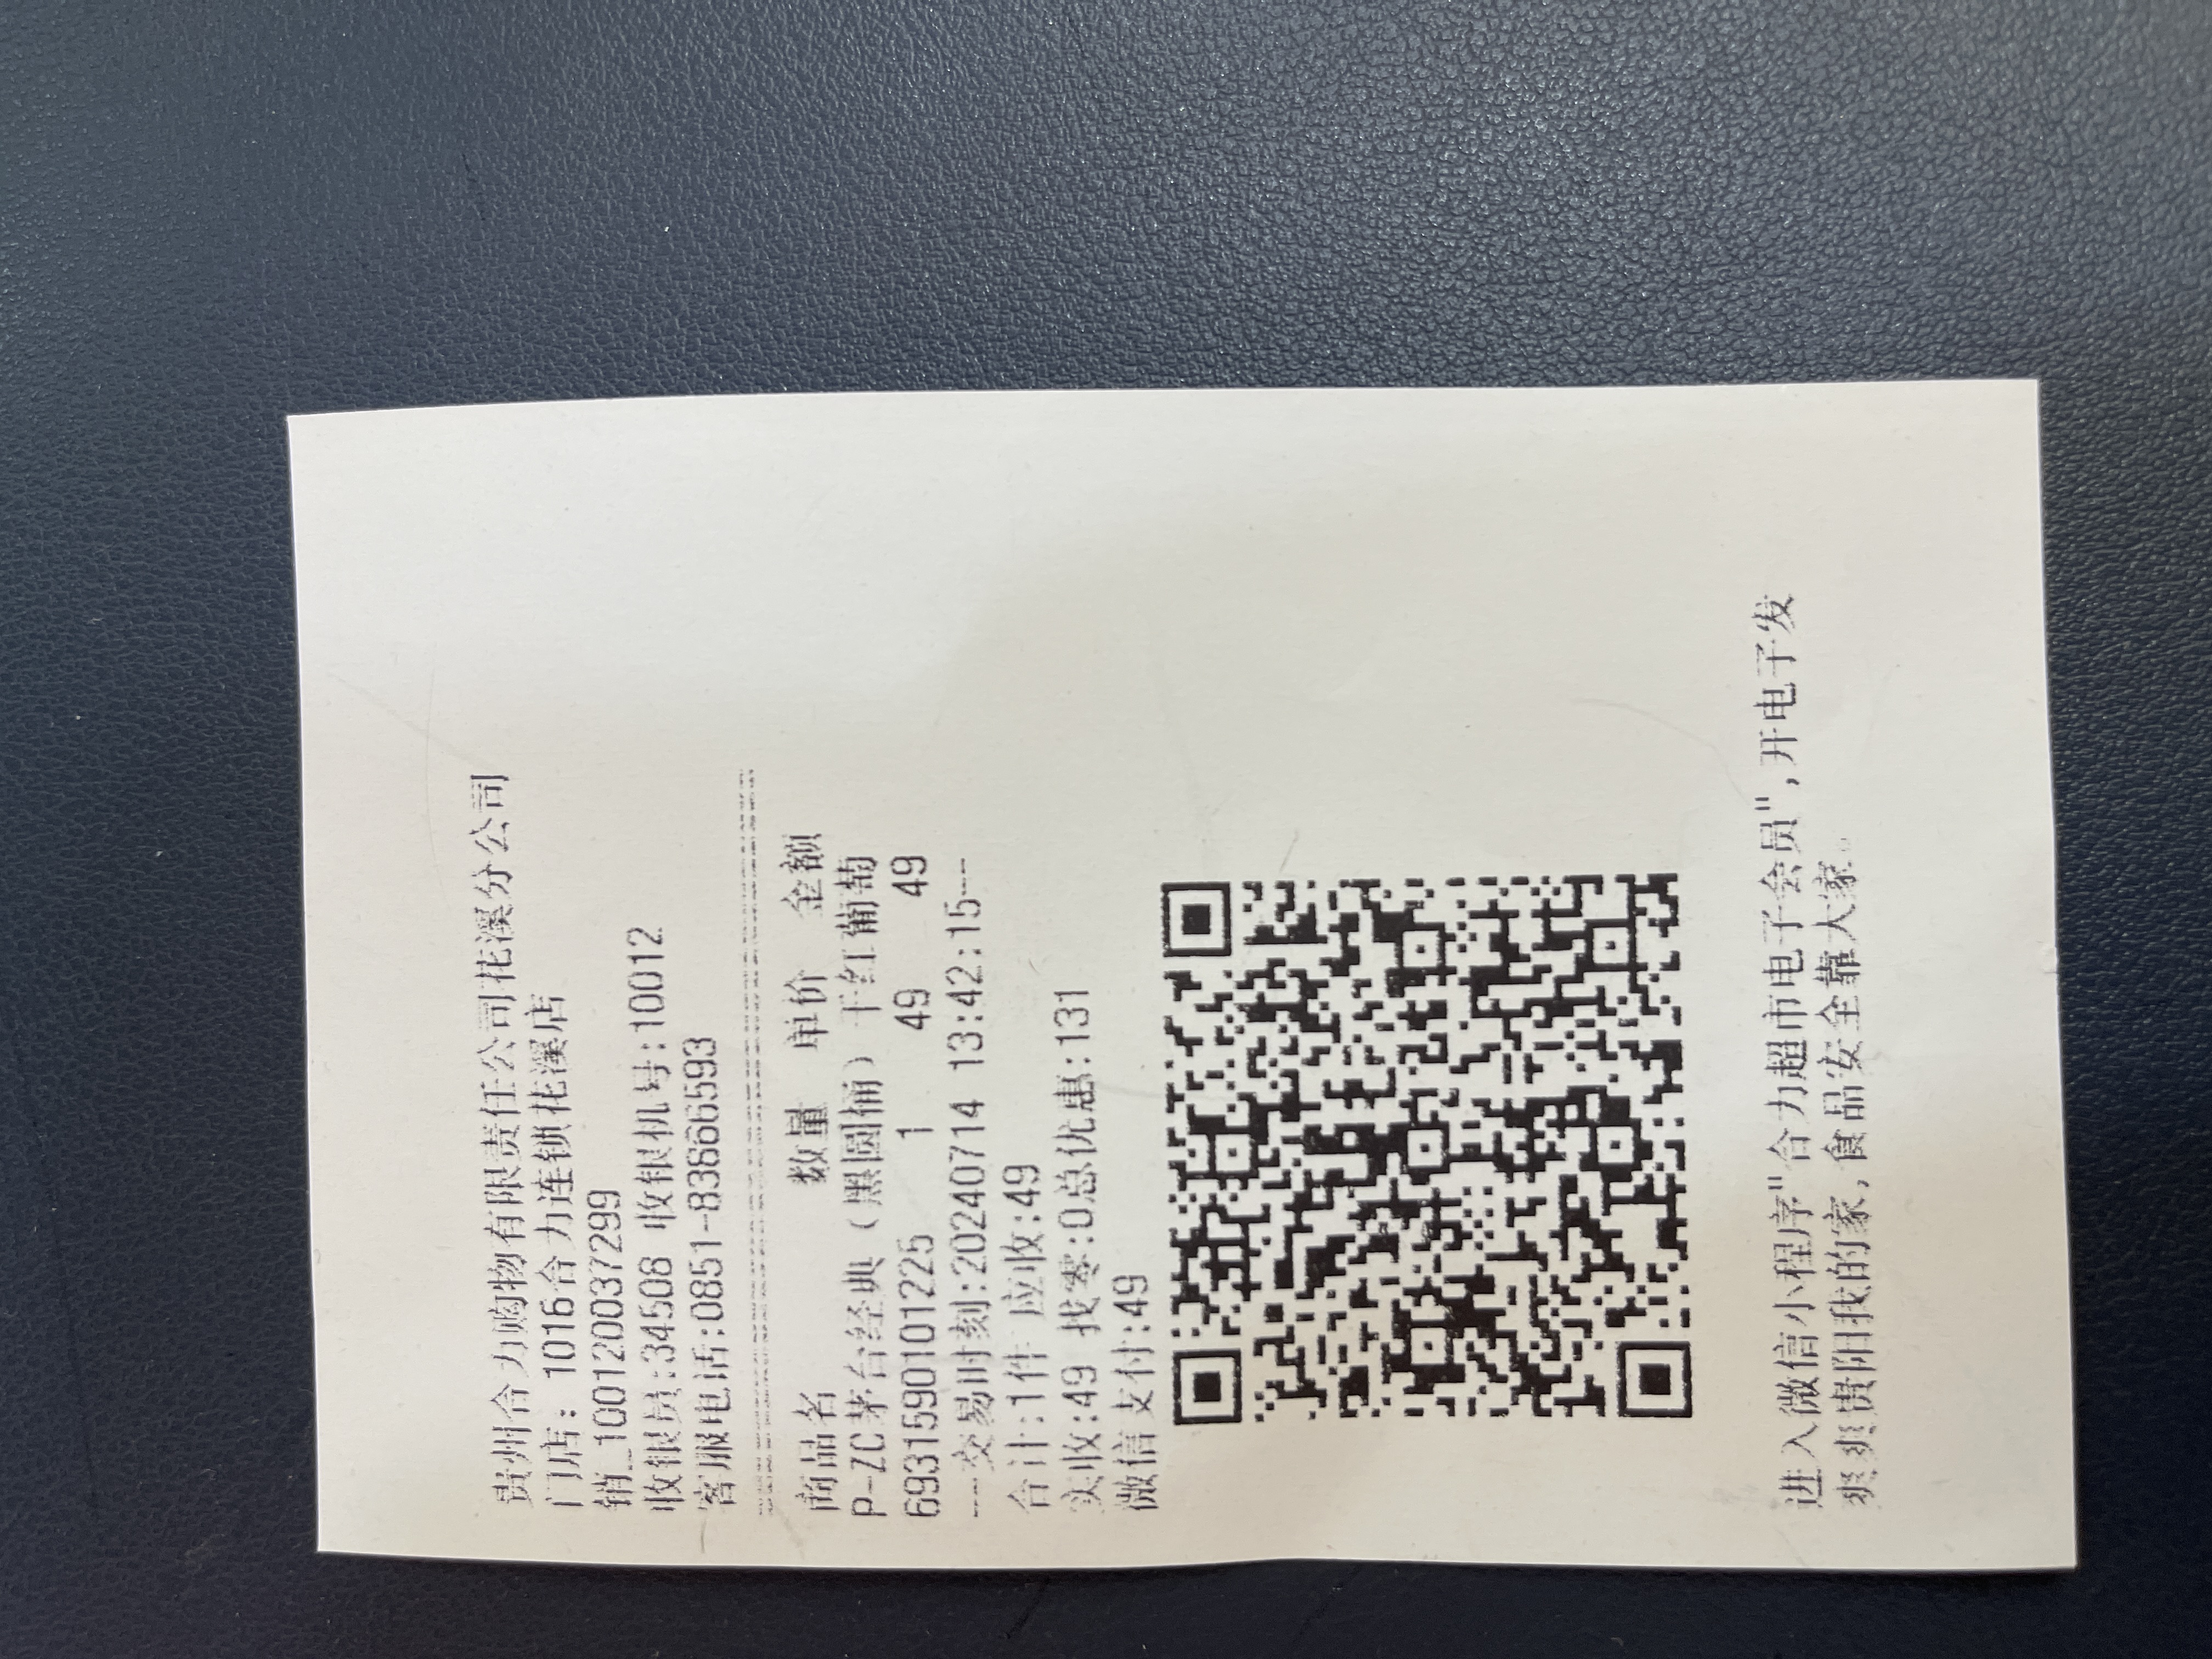 贵州合力购物有限责任公司花溪分公司
门店: 1016合力连锁花溪店
销_1001200037299
收银员:34508 收银机号:10012
客服电话:0851-83666593
商品名 数量 单价 金额
P-ZC茅台经典（黑圆桶）干红葡萄
6931590101225 1 49 49
---交易时刻:20240714 13:42:15---
合计:1件 应收:49
实收:49 找零:0总优惠:131
微信支付:49
进入微信小程序"合力超市电子会员",开电子发
爽爽贵阳我的家,食品安全靠大家。